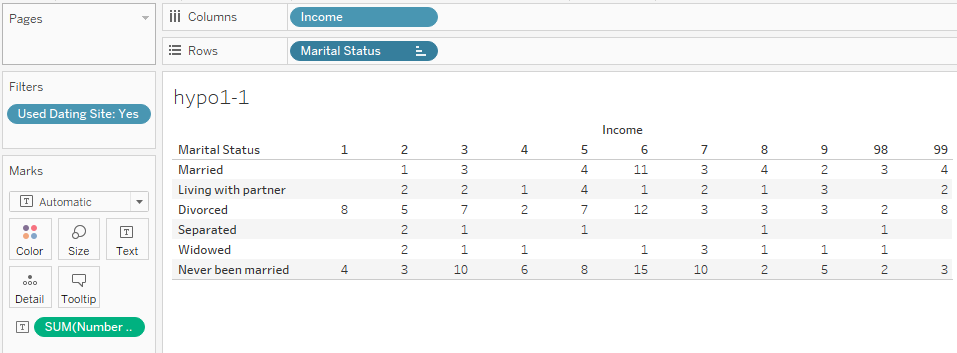 Pages
Columns
Income
Rows
Marital Status
Filters
Used Dating Site: Yes
hypo1-1
Income
Marital Status 1 2 3 4 5 6 7 8 9 98 99
Married 1 3 4 11 3 4 2 3 4
Living with partner 2 2 1 4 1 2 1 3 2
Divorced 8 5 7 2 7 12 3 3 3 2 8
Separated 2 1 1 1 1
Widowed 2 1 1 1 3 1 1 1
Never been married 4 3 10 6 8 15 10 2 5 2 3
Marks
T Automatic
Color Size T Text
Detail Tooltip
T SUM(Number ..